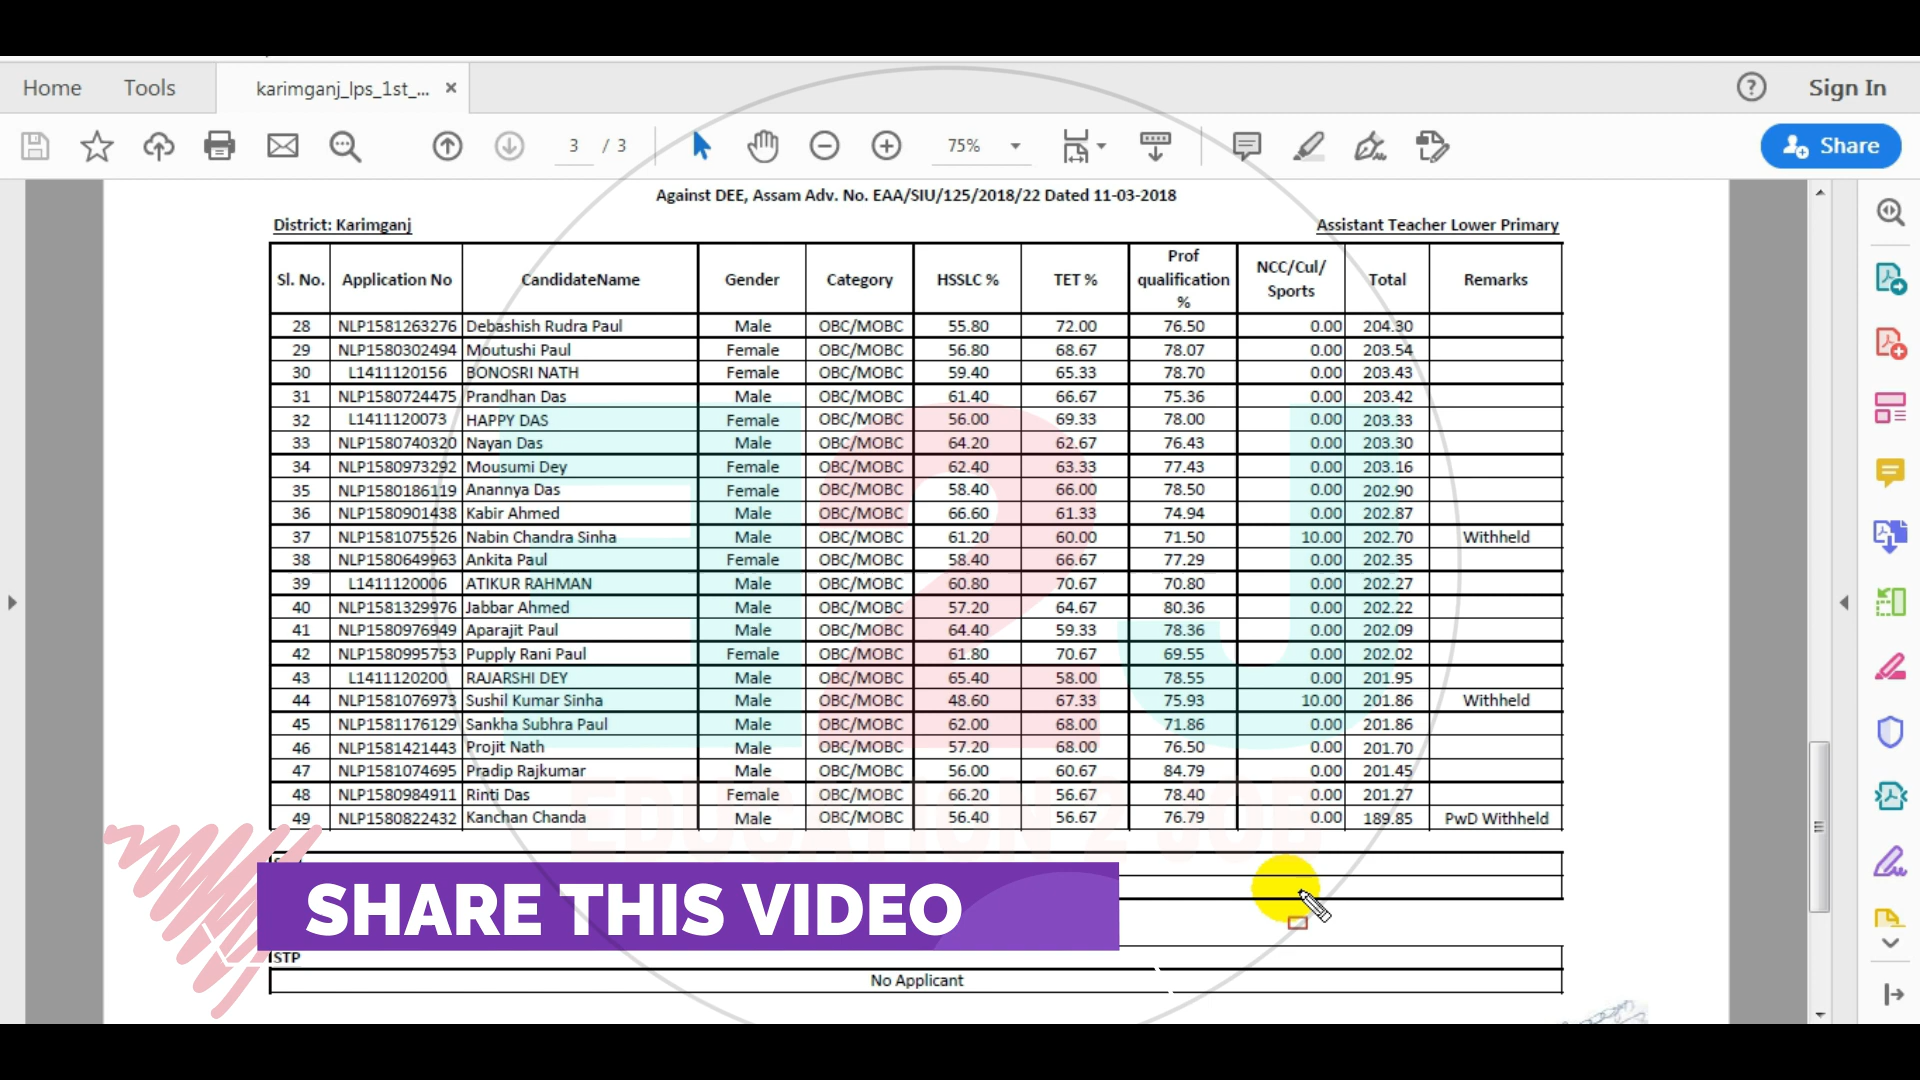 Home Tools karimganj_lps_1st_... × ? Sign In
3 / 3 75% Share
Against DEE, Assam Adv. No. EAA/SIU/125/2018/22 Dated 11-03-2018
District: Karimganj Assistant Teacher Lower Primary
Sl. No. Application No CandidateName Gender Category HSSLC % TET % Prof qualification % NCC/Cul/ Sports Total Remarks
28 NLP1581263276 Debashish Rudra Paul Male OBC/MOBC 55.80 72.00 76.50 0.00 204.30
29 NLP1580302494 Moutushi Paul Female OBC/MOBC 56.80 68.67 78.07 0.00 203.54
30 L1411120156 BONOSRI NATH Female OBC/MOBC 59.40 65.33 78.70 0.00 203.43
31 NLP1580724475 Prandhan Das Male OBC/MOBC 61.40 66.67 75.36 0.00 203.42
32 L1411120073 HAPPY DAS Female OBC/MOBC 56.00 69.33 78.00 0.00 203.33
33 NLP1580740320 Nayan Das Male OBC/MOBC 64.20 62.67 76.43 0.00 203.30
34 NLP1580973292 Mousumi Dey Female OBC/MOBC 62.40 63.33 77.43 0.00 203.16
35 NLP1580186119 Anannya Das Female OBC/MOBC 58.40 66.00 78.50 0.00 202.90
36 NLP1580901438 Kabir Ahmed Male OBC/MOBC 66.60 61.33 74.94 0.00 202.87
37 NLP1581075526 Nabin Chandra Sinha Male OBC/MOBC 61.20 60.00 71.50 10.00 202.70 Withheld
38 NLP1580649963 Ankita Paul Female OBC/MOBC 58.40 66.67 77.29 0.00 202.35
39 L1411120006 ATIKUR RAHMAN Male OBC/MOBC 60.80 70.67 70.80 0.00 202.27
40 NLP1581329976 Jabbar Ahmed Male OBC/MOBC 57.20 64.67 80.36 0.00 202.22
41 NLP1580976949 Aparajit Paul Male OBC/MOBC 64.40 59.33 78.36 0.00 202.09
42 NLP1580995753 Pupply Rani Paul Female OBC/MOBC 61.80 70.67 69.55 0.00 202.02
43 L1411120200 RAJARSHI DEY Male OBC/MOBC 65.40 58.00 78.55 0.00 201.95
44 NLP1581076973 Sushil Kumar Sinha Male OBC/MOBC 48.60 67.33 75.93 10.00 201.86 Withheld
45 NLP1581176129 Sankha Subhra Paul Male OBC/MOBC 62.00 68.00 71.86 0.00 201.86
46 NLP1581421443 Projit Nath Male OBC/MOBC 57.20 68.00 76.50 0.00 201.70
47 NLP1581074695 Pradip Rajkumar Male OBC/MOBC 56.00 60.67 84.79 0.00 201.45
48 NLP1580984911 Rinti Das Female OBC/MOBC 66.20 56.67 78.40 0.00 201.27
49 NLP1580822432 Kanchan Chanda Male OBC/MOBC 56.40 56.67 76.79 0.00 189.85 PwD Withheld
E2J
EDUCATION 2 JOB
SHARE THIS VIDEO
STP
No Applicant